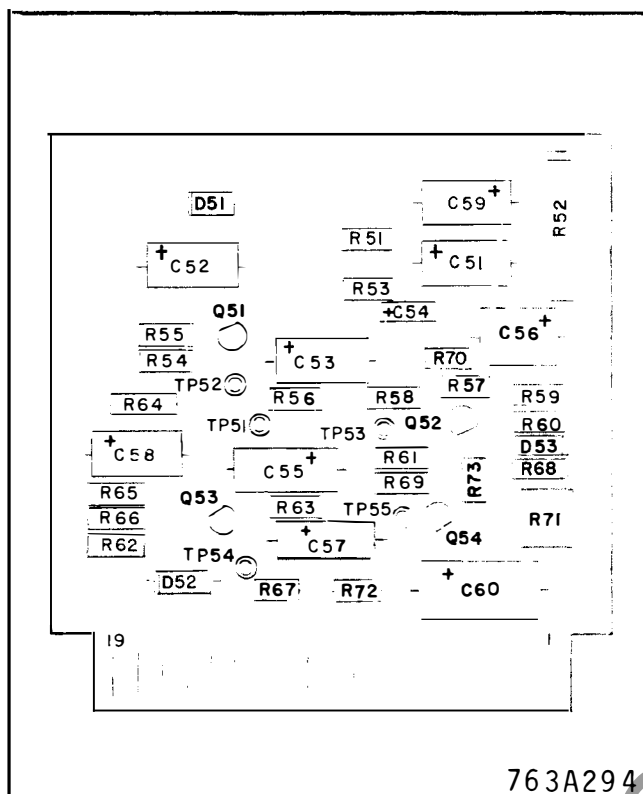 D51
C59+
R52
R51
+C52
+C51
R53
Q51
+C54
R55
C56+
R54
+C53
R70
TP52
R57
R64
R56
R58
R59
TP51
TP53
Q52
R60
+C58
R61
D53
C55+
R73
R68
R65
R69
Q53
R63
TP55
R71
R66
R62
+C57
Q54
TP54
D52
R67
R72
+C60
19
1
763A294